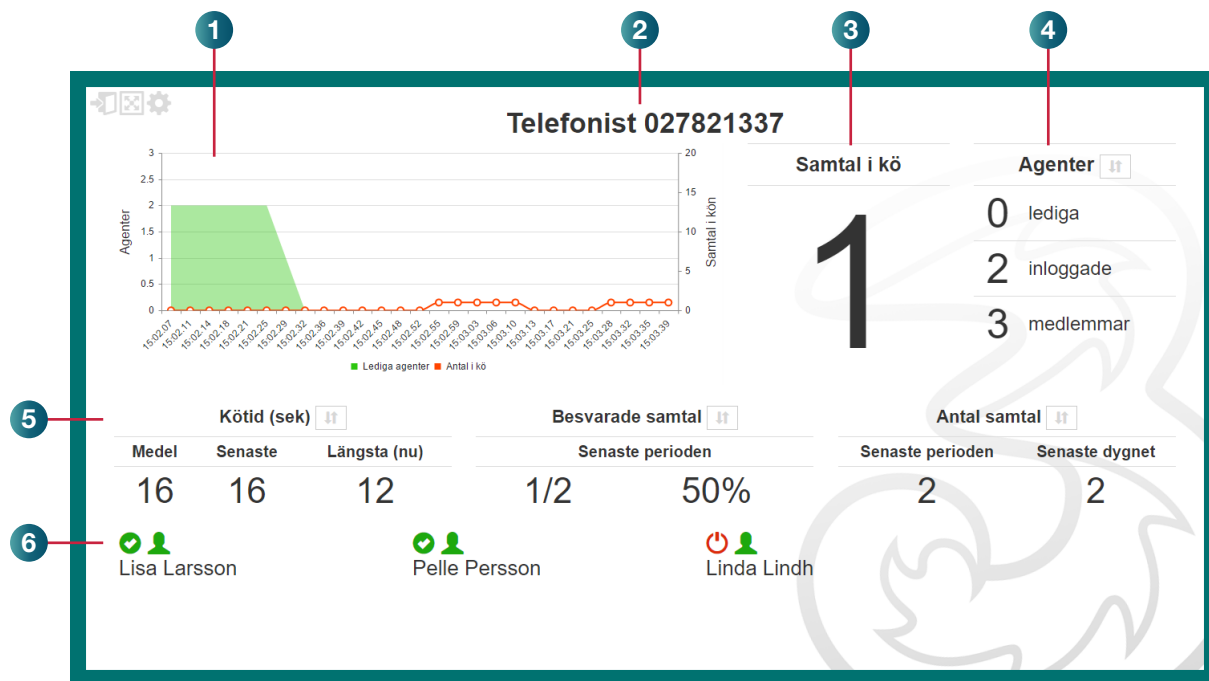 1 2 3 4
Telefonist 027821337
3
2.5
2
1.5
1
0.5
0
Agenter
20
15
10
5
0
Samtal i kön
15.02.07 15.02.11 15.02.14 15.02.18 15.02.21 15.02.25 15.02.29 15.02.32 15.02.36 15.02.39 15.02.42 15.02.45 15.02.48 15.02.52 15.02.55 15.02.59 15.03.03 15.03.06 15.03.10 15.03.13 15.03.17 15.03.21 15.03.25 15.03.28 15.03.32 15.03.35 15.03.39
Lediga agenter Antal i kö
Samtal i kö
1
Agenter
0 lediga
2 inloggade
3 medlemmar
5
Kötid (sek) Besvarade samtal Antal samtal
Medel Senaste Längsta (nu) Senaste perioden Senaste perioden Senaste dygnet
16 16 12 1/2 50% 2 2
6
Lisa Larsson Pelle Persson Linda Lindh